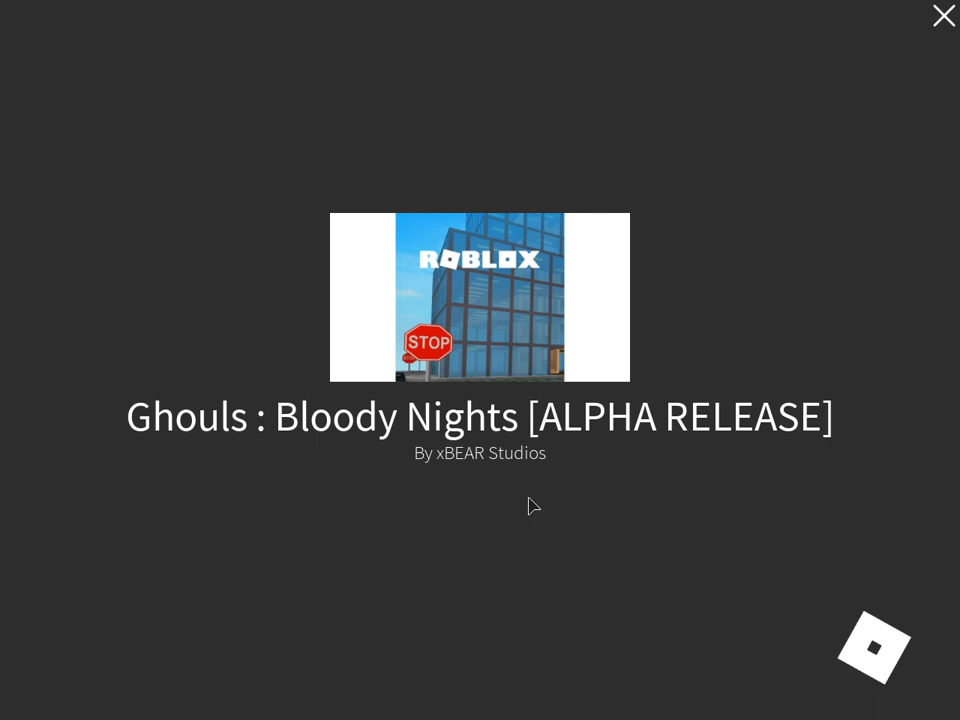 ROBLOX
STOP
Ghouls : Bloody Nights [ALPHA RELEASE]
By xBEAR Studios